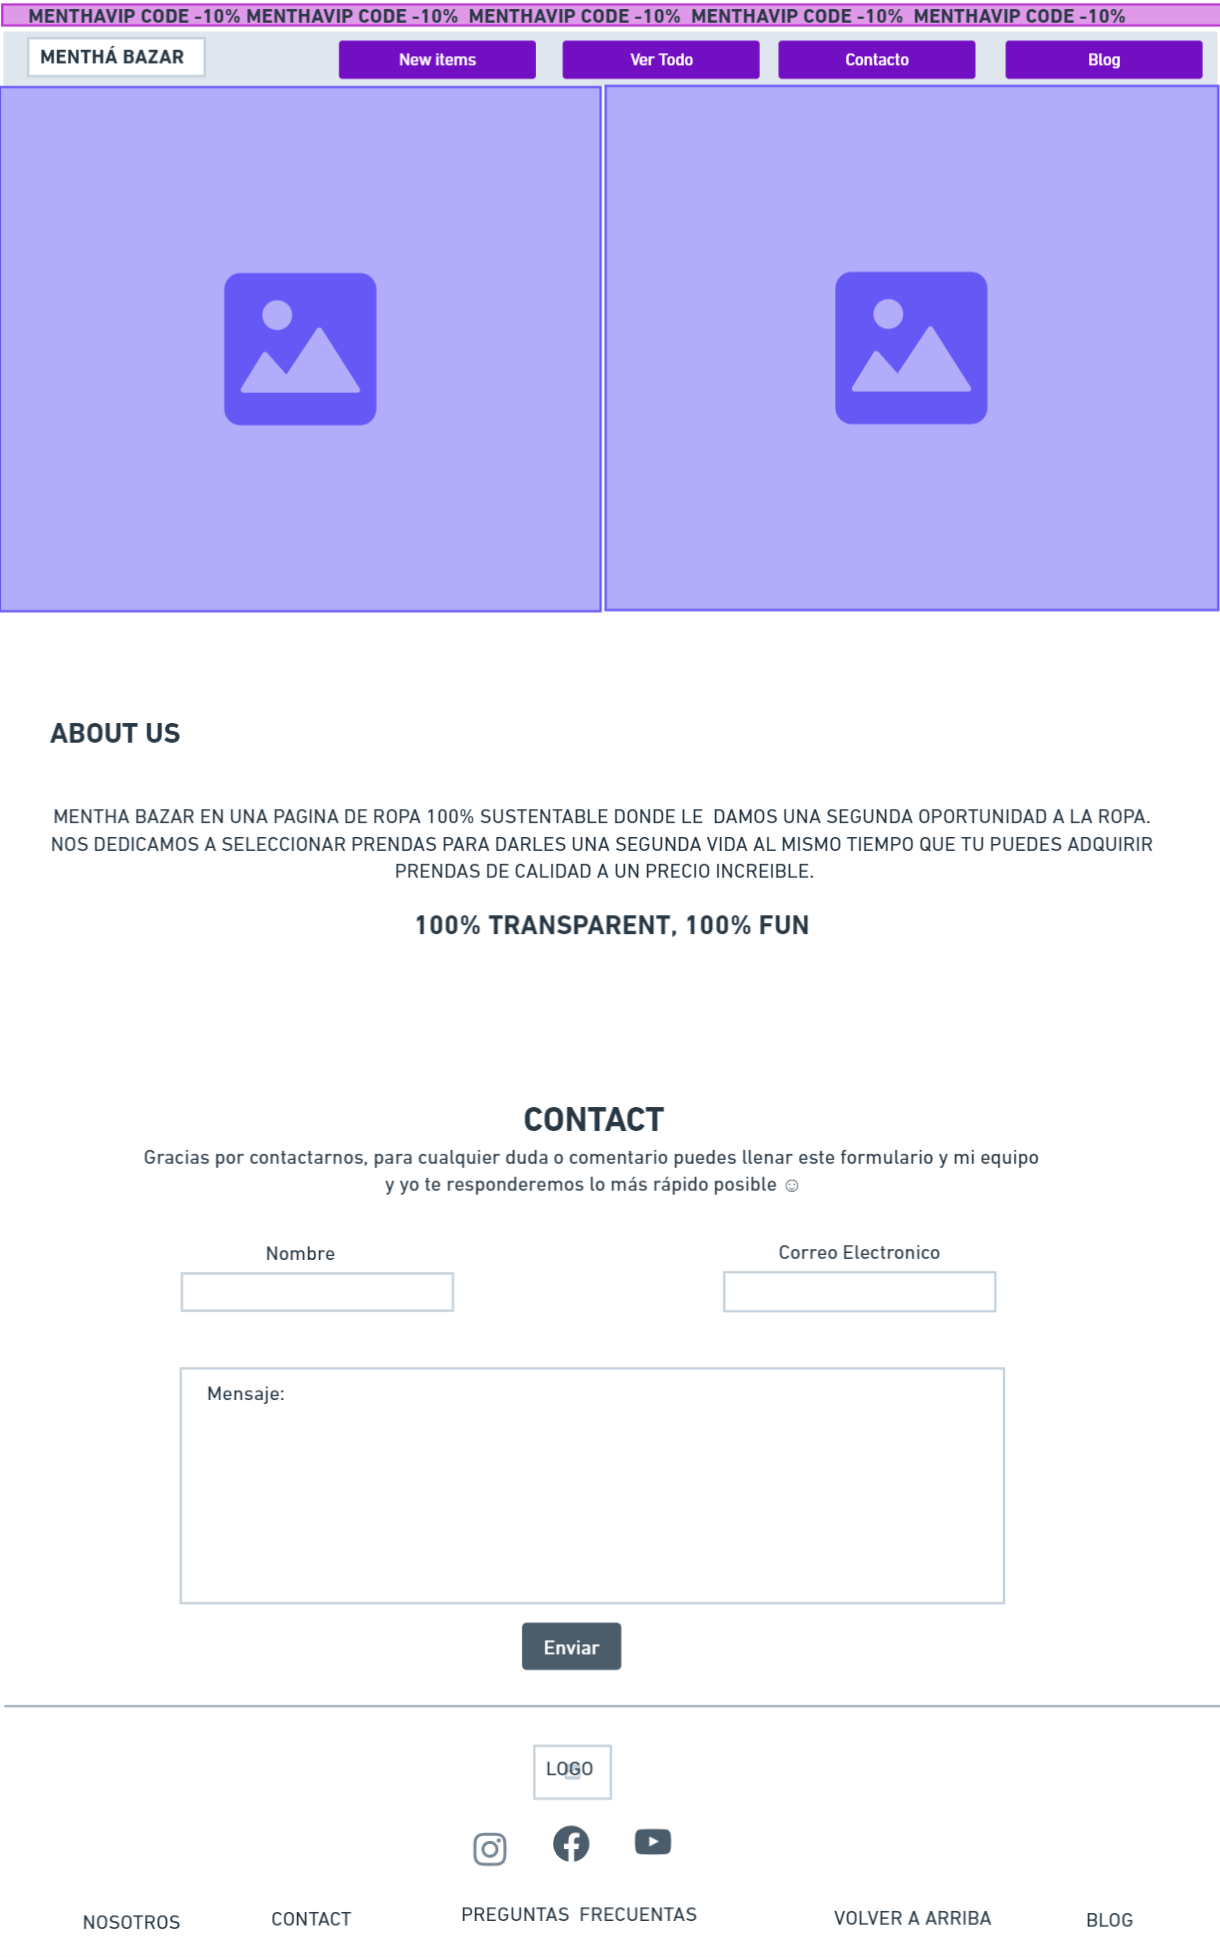 MENTHAVIP CODE -10% MENTHAVIP CODE -10% MENTHAVIP CODE -10% MENTHAVIP CODE -10% MENTHAVIP CODE -10%
MENTHÁ BAZAR
New items
Ver Todo
Contacto
Blog
ABOUT US
MENTHA BAZAR EN UNA PAGINA DE ROPA 100% SUSTENTABLE DONDE LE DAMOS UNA SEGUNDA OPORTUNIDAD A LA ROPA.
NOS DEDICAMOS A SELECCIONAR PRENDAS PARA DARLES UNA SEGUNDA VIDA AL MISMO TIEMPO QUE TU PUEDES ADQUIRIR
PRENDAS DE CALIDAD A UN PRECIO INCREIBLE.
100% TRANSPARENT, 100% FUN
CONTACT
Gracias por contactarnos, para cualquier duda o comentario puedes llenar este formulario y mi equipo
y yo te responderemos lo más rápido posible ☺
Nombre
Correo Electronico
Mensaje:
Enviar
LOGO
NOSOTROS
CONTACT
PREGUNTAS FRECUENTAS
VOLVER A ARRIBA
BLOG